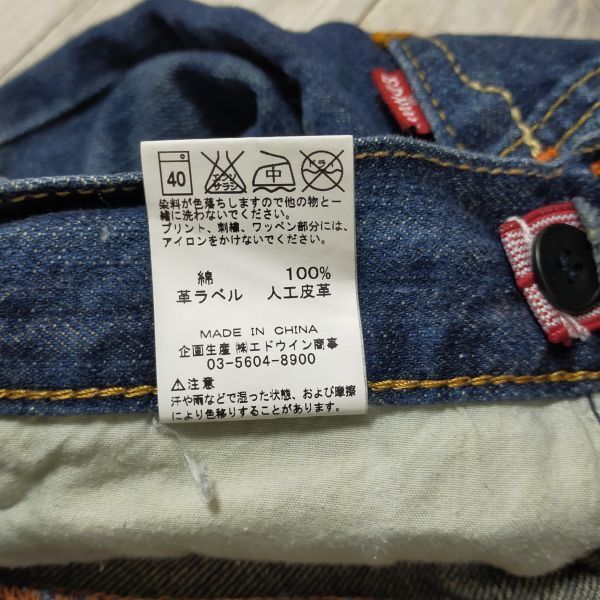 Edwin
40
エンソ
サラシ
中
ドライ
染料が色落ちしますので他の物と一
緒に洗わないでください。
プリント、刺繍、ワッペン部分には、
アイロンをかけないでください。
綿 100%
革ラベル 人工皮革
MADE IN CHINA
企画生産 ㈱エドウイン商事
03-5604-8900
⚠注意
汗や雨などで湿った状態、および摩擦
により色移りすることがあります。